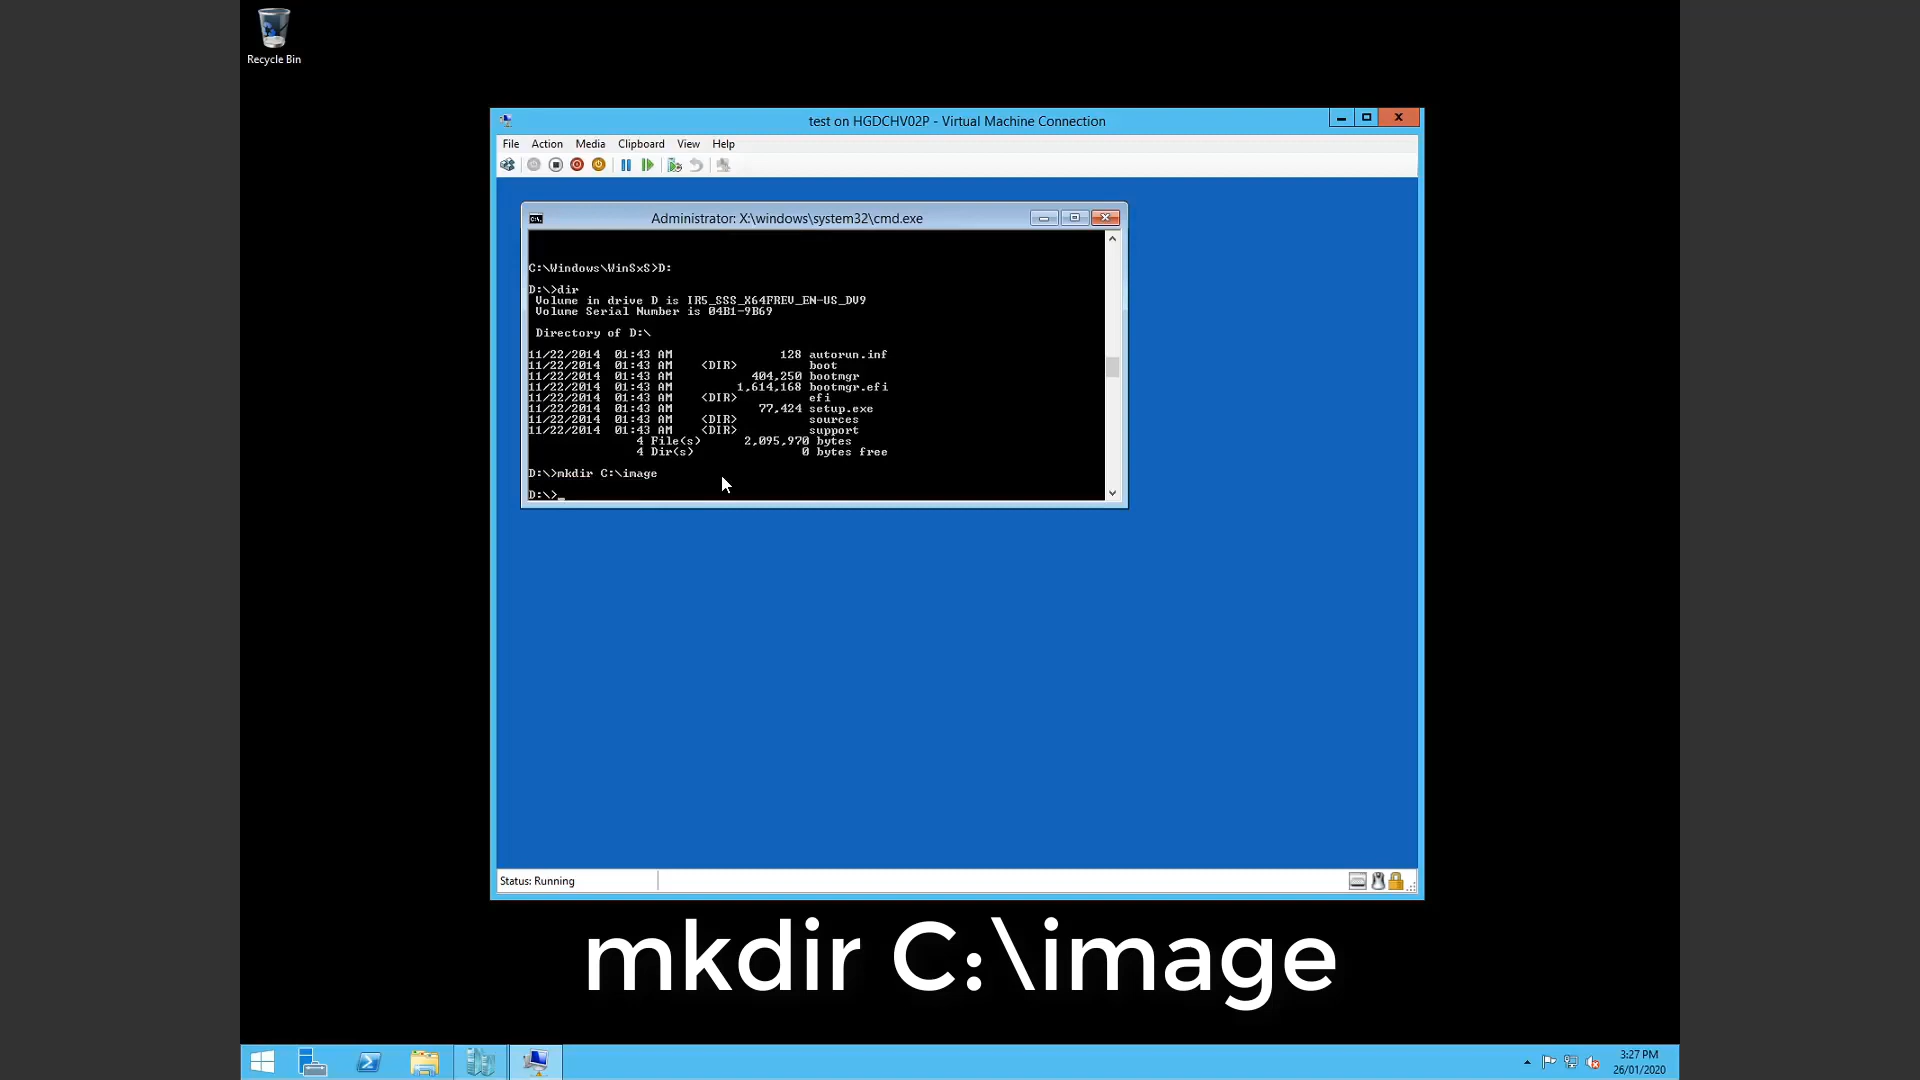 Recycle Bin
test on HGDCHV02P - Virtual Machine Connection
File Action Media Clipboard View Help
Administrator: X:\windows\system32\cmd.exe
C:\Windows\WinSxS>D:
D:\>dir
Volume in drive D is IR5_SSS_X64FREV_EN-US_DV9
Volume Serial Number is 04B1-9B69
Directory of D:\
11/22/2014 01:43 AM 128 autorun.inf
11/22/2014 01:43 AM <DIR> boot
11/22/2014 01:43 AM 404,250 bootmgr
11/22/2014 01:43 AM 1,614,168 bootmgr.efi
11/22/2014 01:43 AM <DIR> efi
11/22/2014 01:43 AM 77,424 setup.exe
11/22/2014 01:43 AM <DIR> sources
11/22/2014 01:43 AM <DIR> support
4 File(s) 2,095,970 bytes
4 Dir(s) 0 bytes free
D:\>mkdir C:\image
D:\>_
Status: Running
mkdir C:\image
3:27 PM
26/01/2020